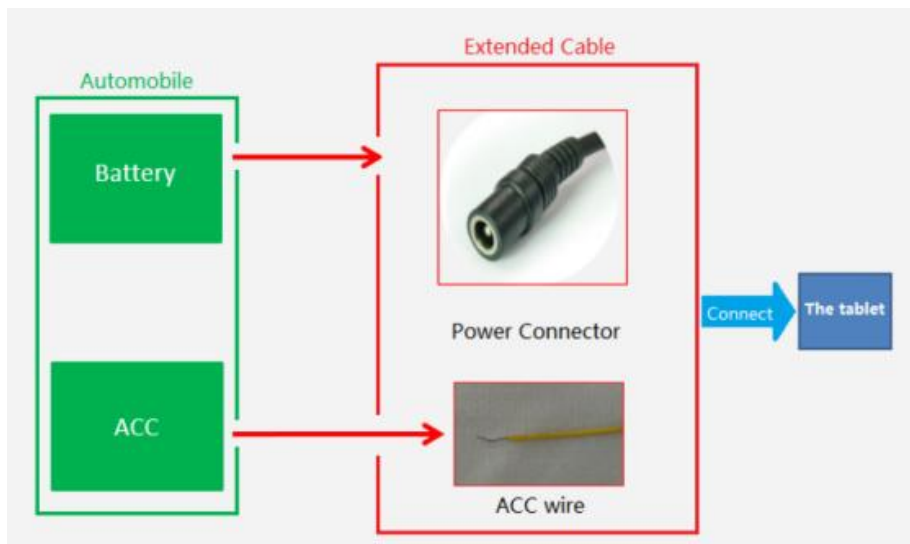 Extended Cable
Automobile
Battery
Power Connector
Connect
The tablet
ACC
ACC wire